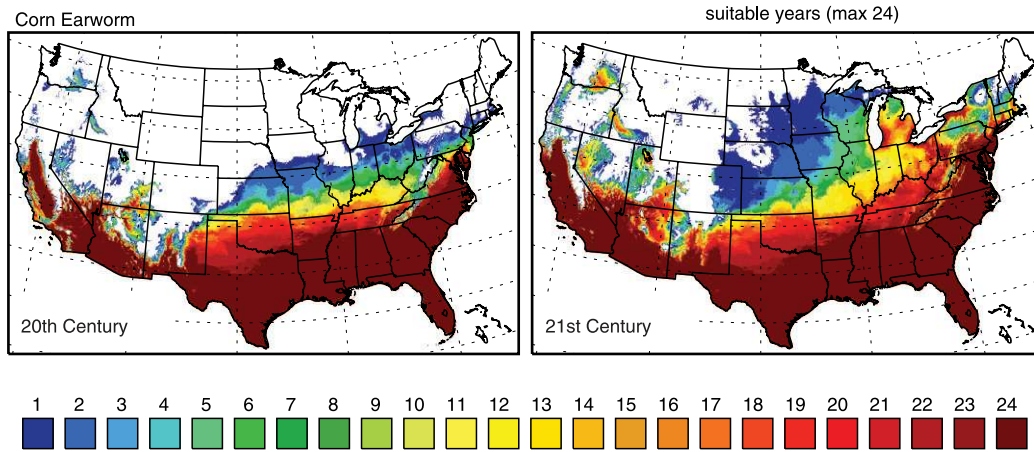 Corn Earworm
suitable years (max 24)
20th Century
21st Century
1 2 3 4 5 6 7 8 9 10 11 12 13 14 15 16 17 18 19 20 21 22 23 24